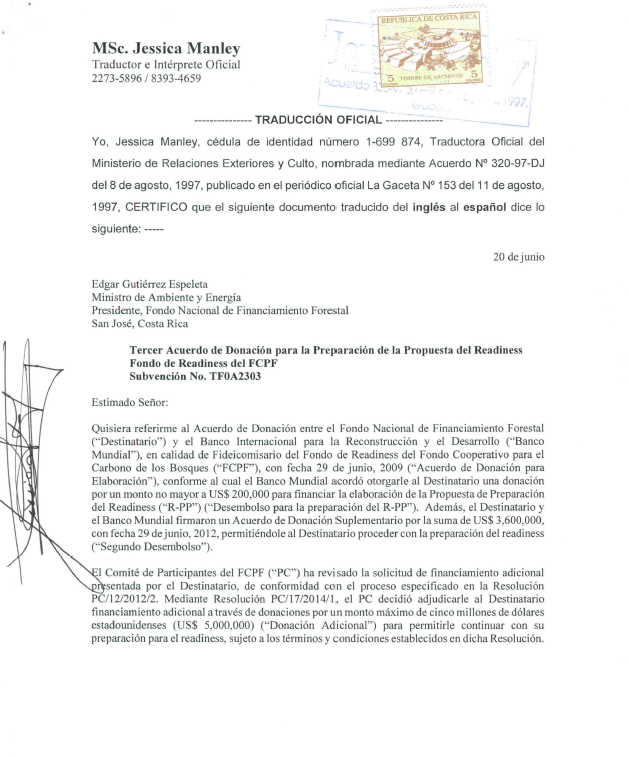 MSc. Jessica Manley
Traductor e Intérprete Oficial
2273-5896 / 8393-4659
REPUBLICA DE COSTA RICA
5 TIMBRE DE ARCHIVOS 5
Acuerdo
1997.
--------------- TRADUCCIÓN OFICIAL ---------------
Yo, Jessica Manley, cédula de identidad número 1-699 874, Traductora Oficial del
Ministerio de Relaciones Exteriores y Culto, nombrada mediante Acuerdo Nº 320-97-DJ
del 8 de agosto, 1997, publicado en el periódico oficial La Gaceta Nº 153 del 11 de agosto,
1997, CERTIFICO que el siguiente documento traducido del inglés al español dice lo
siguiente: -----
20 de junio
Edgar Gutiérrez Espeleta
Ministro de Ambiente y Energía
Presidente, Fondo Nacional de Financiamiento Forestal
San José, Costa Rica
Tercer Acuerdo de Donación para la Preparación de la Propuesta del Readiness
Fondo de Readiness del FCPF
Subvención No. TF0A2303
Estimado Señor:
Quisiera referirme al Acuerdo de Donación entre el Fondo Nacional de Financiamiento Forestal
("Destinatario") y el Banco Internacional para la Reconstrucción y el Desarrollo ("Banco
Mundial"), en calidad de Fideicomisario del Fondo de Readiness del Fondo Cooperativo para el
Carbono de los Bosques ("FCPF"), con fecha 29 de junio, 2009 ("Acuerdo de Donación para
Elaboración"), conforme al cual el Banco Mundial acordó otorgarle al Destinatario una donación
por un monto no mayor a US$ 200,000 para financiar la elaboración de la Propuesta de Preparación
del Readiness ("R-PP") ("Desembolso para la preparación del R-PP"). Además, el Destinatario y
el Banco Mundial firmaron un Acuerdo de Donación Suplementario por la suma de US$ 3,600,000,
con fecha 29 de junio, 2012, permitiéndole al Destinatario proceder con la preparación del readiness
("Segundo Desembolso").
El Comité de Participantes del FCPF ("PC") ha revisado la solicitud de financiamiento adicional
presentada por el Destinatario, de conformidad con el proceso especificado en la Resolución
PC/12/2012/2. Mediante Resolución PC/17/2014/1, el PC decidió adjudicarle al Destinatario
financiamiento adicional a través de donaciones por un monto máximo de cinco millones de dólares
estadounidenses (US$ 5,000,000) ("Donación Adicional") para permitirle continuar con su
preparación para el readiness, sujeto a los términos y condiciones establecidos en dicha Resolución.